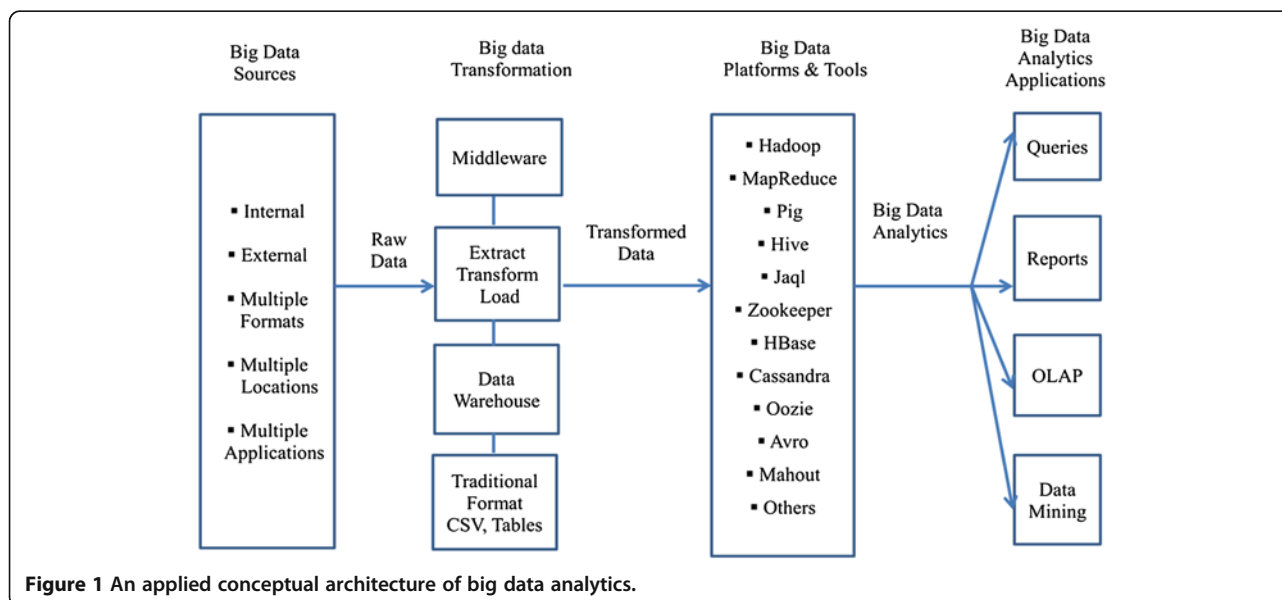 Big Data
Sources
Big data
Transformation
Big Data
Platforms & Tools
Big Data
Analytics
Applications
▪ Internal
▪ External
▪ Multiple
Formats
▪ Multiple
Locations
▪ Multiple
Applications
Raw
Data
Middleware
Extract
Transform
Load
Data
Warehouse
Traditional
Format
CSV, Tables
Transformed
Data
▪ Hadoop
▪ MapReduce
▪ Pig
▪ Hive
▪ Jaql
▪ Zookeeper
▪ HBase
▪ Cassandra
▪ Oozie
▪ Avro
▪ Mahout
▪ Others
Big Data
Analytics
Queries
Reports
OLAP
Data
Mining
Figure 1 An applied conceptual architecture of big data analytics.